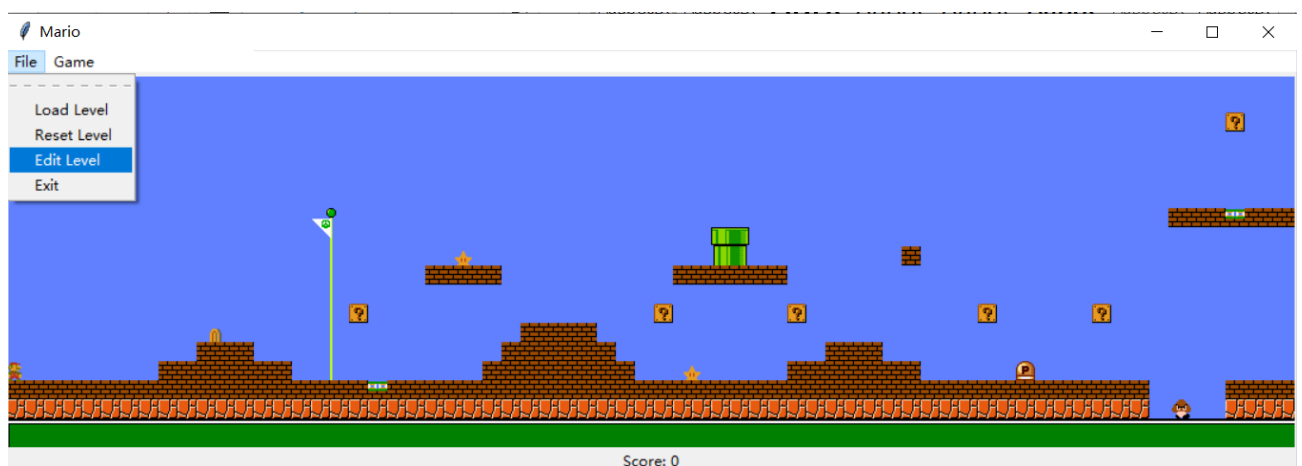 Mario
File Game
Load Level
Reset Level
Edit Level
Exit
?
?
?
?
?
?
P
Score: 0